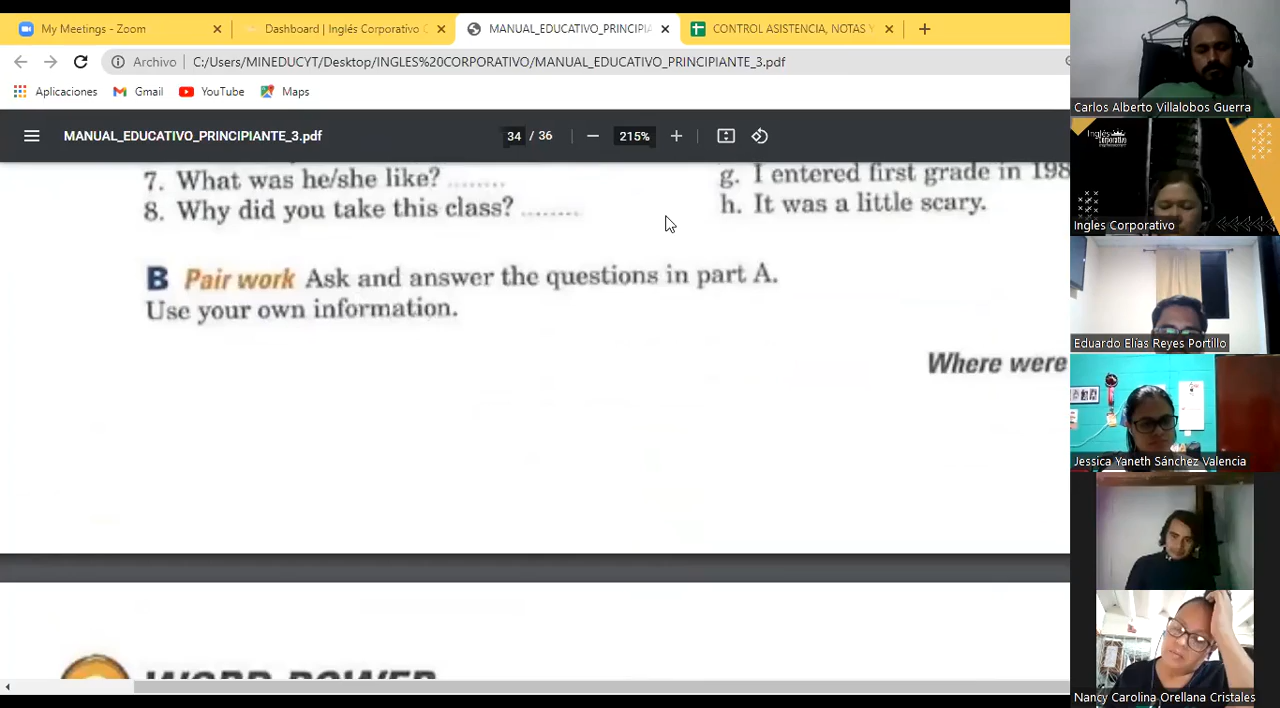 My Meetings - Zoom
Dashboard | Inglés Corporativo C
MANUAL_EDUCATIVO_PRINCIPIA
CONTROL ASISTENCIA, NOTAS Y
Archivo
C:/Users/MINEDUCYT/Desktop/INGLES%20CORPORATIVO/MANUAL_EDUCATIVO_PRINCIPIANTE_3.pdf
Aplicaciones
Gmail
YouTube
Maps
MANUAL_EDUCATIVO_PRINCIPIANTE_3.pdf
34 / 36
215%
7. What was he/she like? ........
8. Why did you take this class? ........
g. I entered first grade in 198
h. It was a little scary.
B Pair work Ask and answer the questions in part A.
Use your own information.
Where were
WORD POWER
Carlos Alberto Villalobos Guerra
Inglés
Corporativo
Ingles Corporativo
Eduardo Elías Reyes Portillo
Jessica Yaneth Sánchez Valencia
Nancy Carolina Orellana Cristales